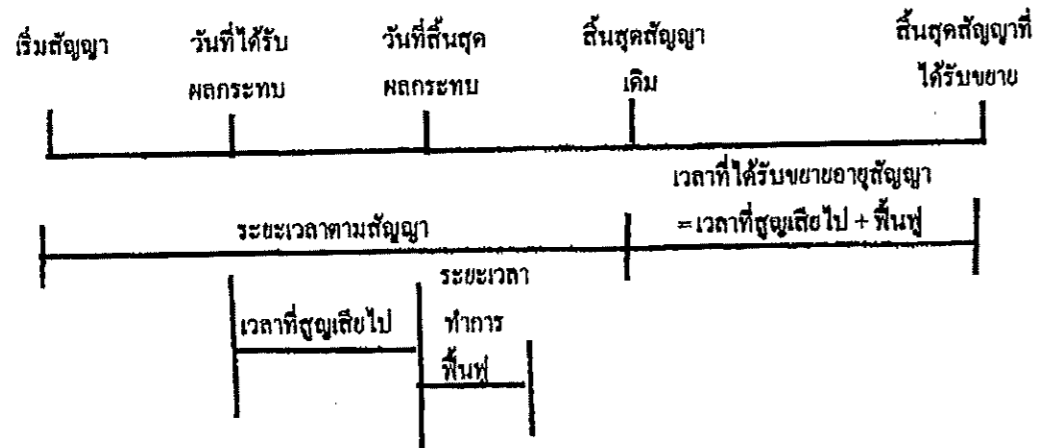 เริ่มสัญญา วันที่ได้รับ วันที่สิ้นสุด สิ้นสุดสัญญา สิ้นสุดสัญญาที่
ผลกระทบ ผลกระทบ เดิม ได้รับขยาย
เวลาที่ได้รับขยายอายุสัญญา
ระยะเวลาตามสัญญา =เวลาที่สูญเสียไป + ฟื้นฟู
ระยะเวลา
เวลาที่สูญเสียไป ทำการ
ฟื้นฟู